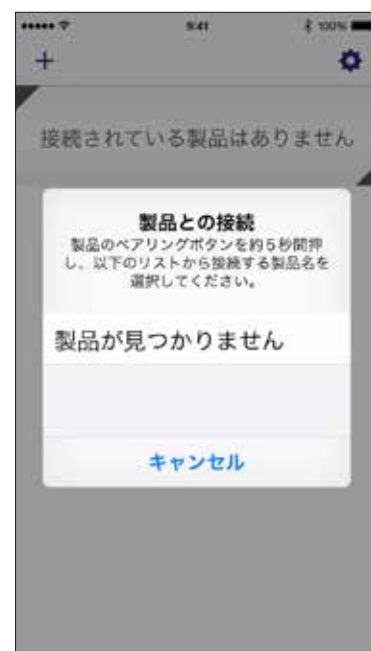 9:41
100%
+
接続されている製品はありません
製品との接続
製品のペアリングボタンを約5秒間押
し、以下のリストから接続する製品名を
選択してください。
製品が見つかりません
キャンセル